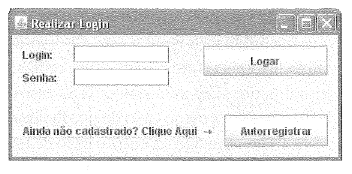 Realizar Login
Login:
Logar
Senha:
Ainda não cadastrado? Clique Aqui →
Autorregistrar